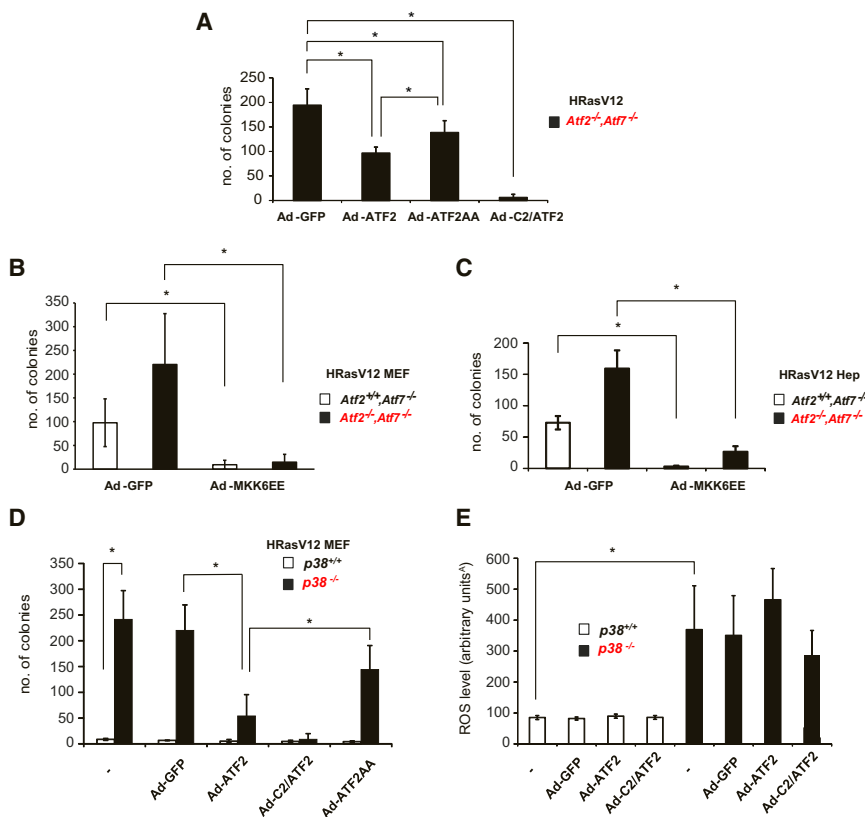 A
*
*
*
*
no. of colonies
250
200
150
100
50
0
Ad-GFP Ad-ATF2 Ad-ATF2AA Ad-C2/ATF2
HRasV12
Atf2-/-,Atf7-/-
B
*
*
no. of colonies
350
300
250
200
150
100
50
0
Ad-GFP Ad-MKK6EE
HRasV12 MEF
Atf2+/+,Atf7-/-
Atf2-/-,Atf7-/-
C
*
*
no. of colonies
200
150
100
50
0
Ad-GFP Ad-MKK6EE
HRasV12 Hep
Atf2+/+,Atf7-/-
Atf2-/-,Atf7-/-
D
HRasV12 MEF
p38+/+
p38-/-
*
*
*
no. of colonies
350
300
250
200
150
100
50
0
-
Ad-GFP
Ad-ATF2
Ad-C2/ATF2
Ad-ATF2AA
E
*
p38+/+
p38-/-
ROS level (arbitrary units^)
600
500
400
300
200
100
0
-
Ad-GFP
Ad-ATF2
Ad-C2/ATF2
-
Ad-GFP
Ad-ATF2
Ad-C2/ATF2